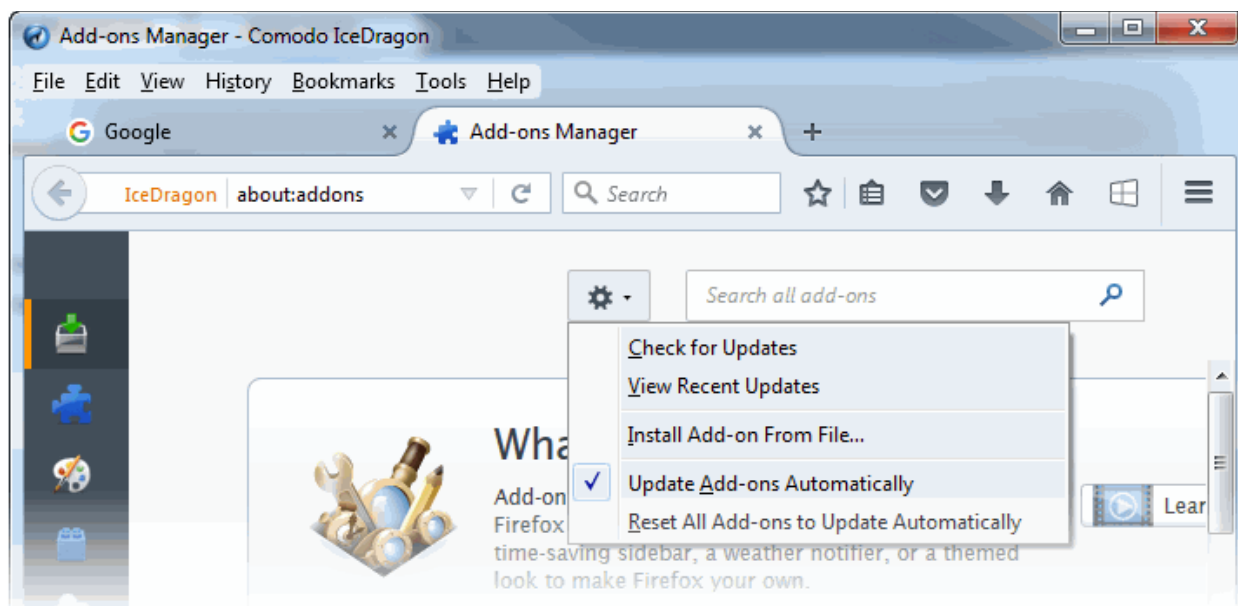 Add-ons Manager - Comodo IceDragon
File Edit View History Bookmarks Tools Help
Google Add-ons Manager
IceDragon about:addons Search
Search all add-ons
Check for Updates
View Recent Updates
Install Add-on From File...
Update Add-ons Automatically
Reset All Add-ons to Update Automatically
Wha
Add-on
Firefox
time-saving sidebar, a weather notifier, or a themed
look to make Firefox your own.
Lear